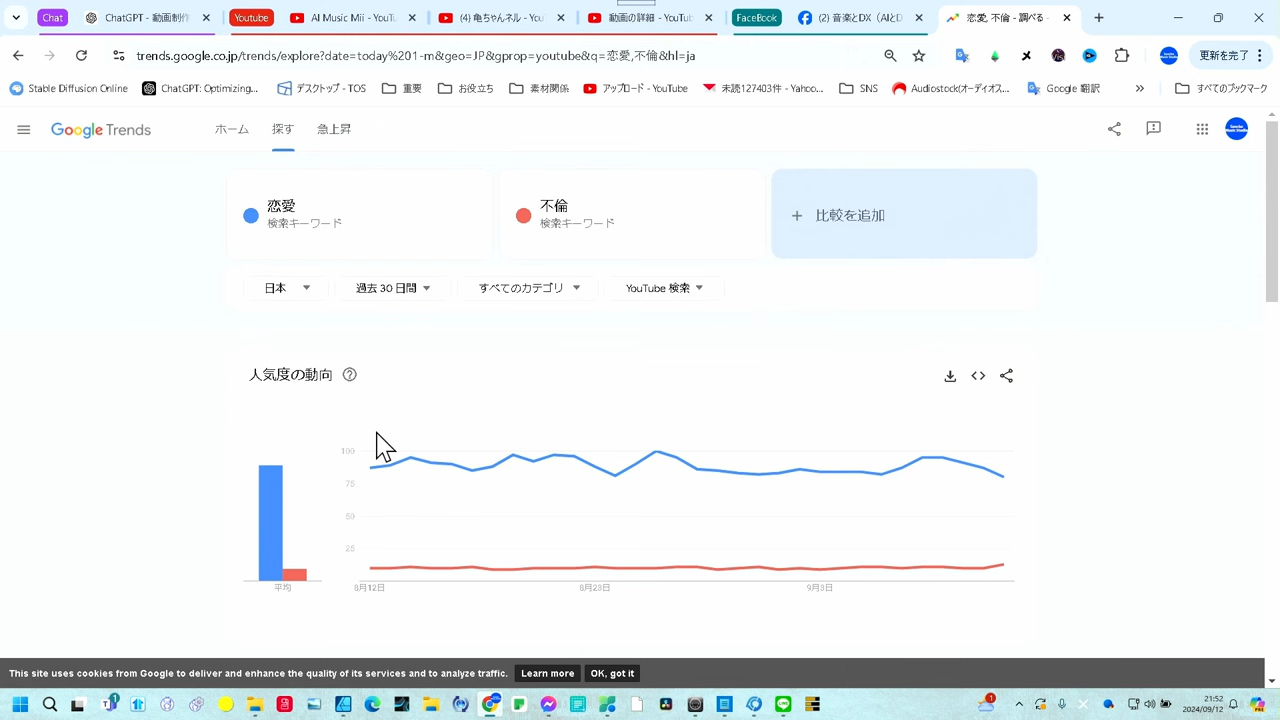 Chat
ChatGPT - 動画制作
Youtube
AI Music Mii - YouTu
(4) 亀ちゃんネル - You
動画の詳細 - YouTub
FaceBook
(2) 音楽とDX（AIとD
恋愛, 不倫 - 調べる -
trends.google.co.jp/trends/explore?date=today%201-m&geo=JP&gprop=youtube&q=恋愛,不倫&hl=ja
更新を完了
Stable Diffusion Online
ChatGPT: Optimizing...
デスクトップ - TOS
重要
お役立ち
素材関係
アップロード - YouTube
未読127403件 - Yahoo...
SNS
Audiostock(オーディオス...
Google 翻訳
»
すべてのブックマーク
Google Trends
ホーム
探す
急上昇
恋愛
検索キーワード
不倫
検索キーワード
+ 比較を追加
日本
過去 30 日間
すべてのカテゴリ
YouTube 検索
人気度の動向
100
75
50
25
平均
8月12日
8月23日
9月3日
This site uses cookies from Google to deliver and enhance the quality of its services and to analyze traffic.
Learn more
OK, got it
21:52
2024/09/12